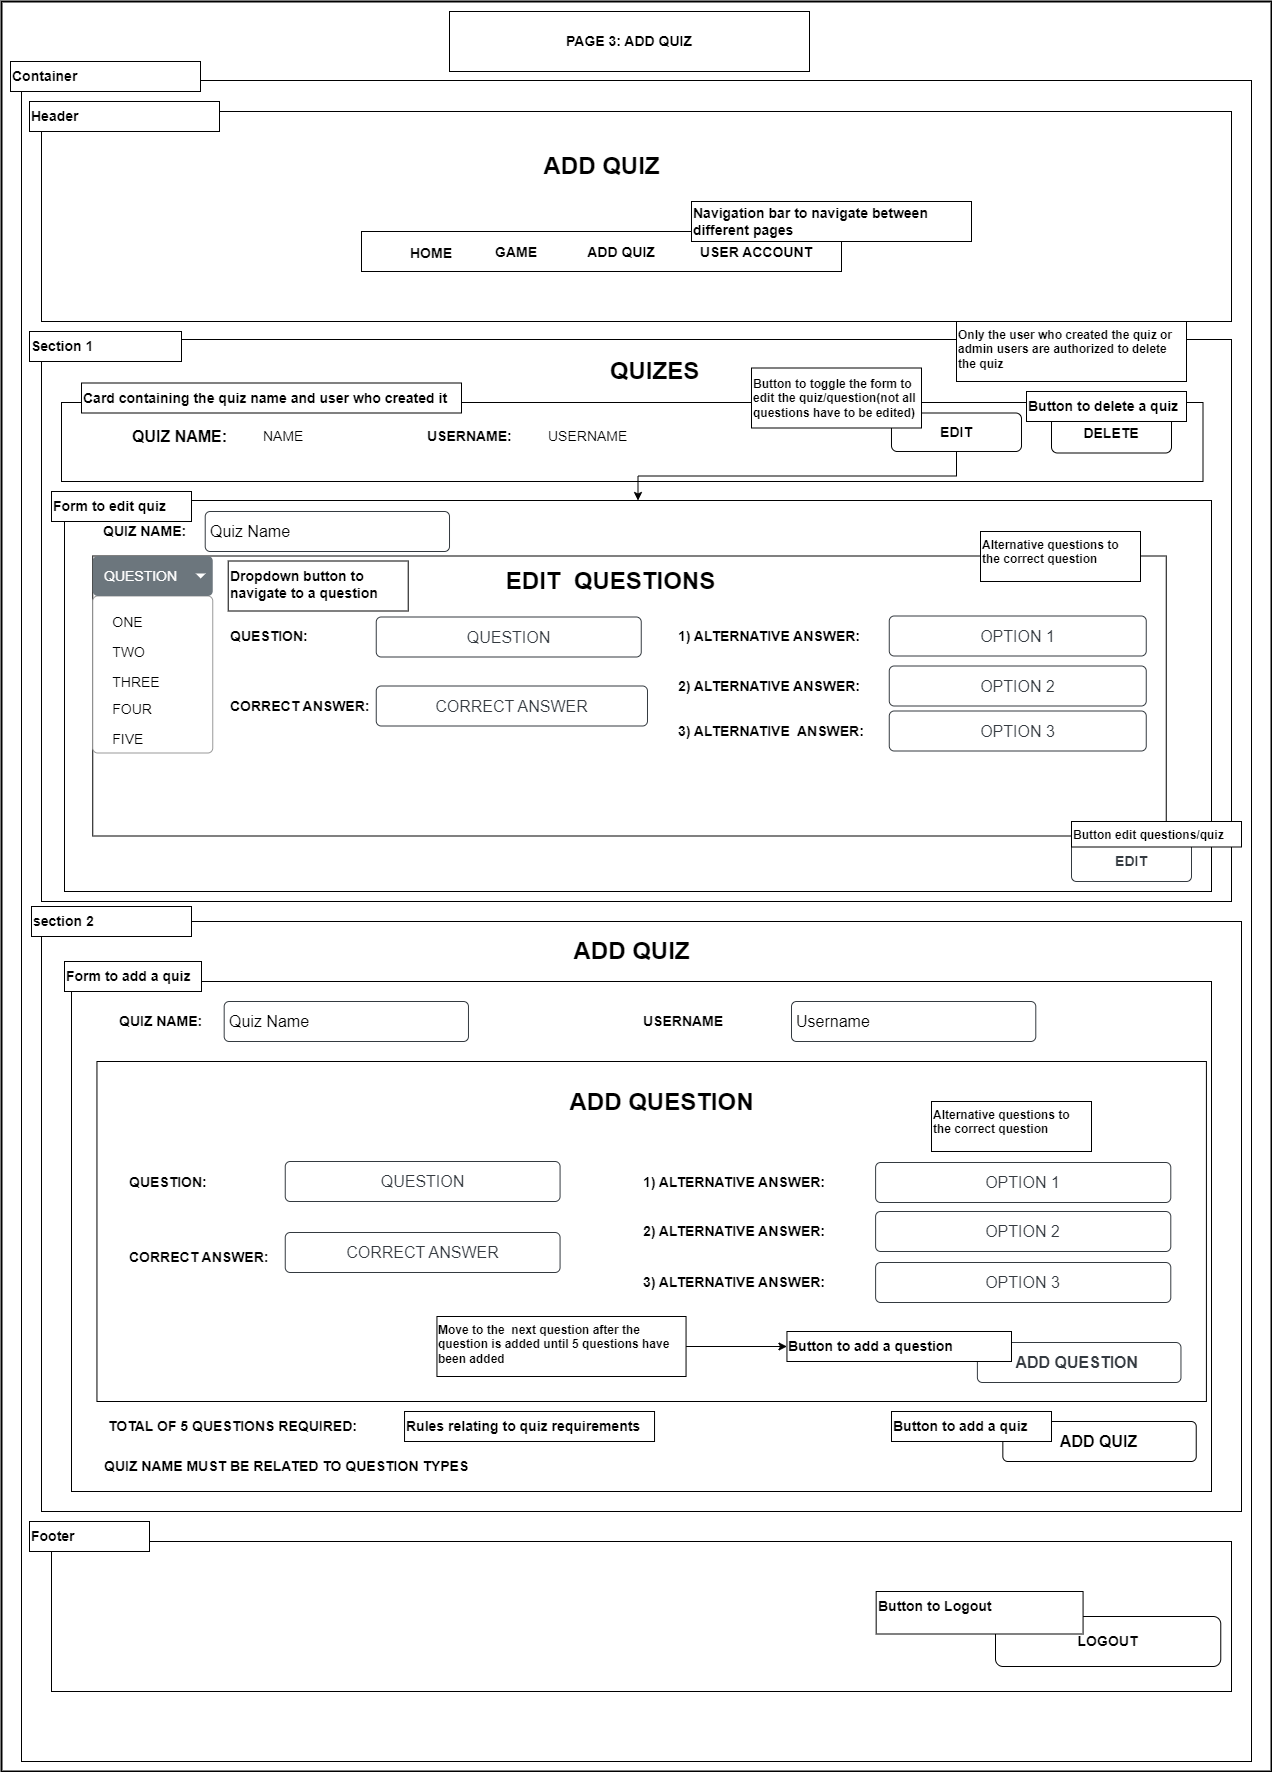 PAGE 3: ADD QUIZ
Container
Header
ADD QUIZ
Navigation bar to navigate between
different pages
HOME GAME ADD QUIZ USER ACCOUNT
Section 1
Only the user who created the quiz or
admin users are authorized to delete
the quiz
QUIZES
Card containing the quiz name and user who created it
Button to toggle the form to
edit the quiz/question(not all
questions have to be edited)
Button to delete a quiz
QUIZ NAME: NAME USERNAME: USERNAME EDIT DELETE
Form to edit quiz
QUIZ NAME: Quiz Name
Alternative questions to
the correct question
QUESTION
Dropdown button to
navigate to a question
EDIT  QUESTIONS
ONE
TWO
THREE
FOUR
FIVE
QUESTION: QUESTION 1) ALTERNATIVE ANSWER: OPTION 1
2) ALTERNATIVE ANSWER: OPTION 2
CORRECT ANSWER: CORRECT ANSWER
3) ALTERNATIVE  ANSWER: OPTION 3
Button edit questions/quiz
EDIT
section 2
ADD QUIZ
Form to add a quiz
QUIZ NAME: Quiz Name USERNAME Username
ADD QUESTION
Alternative questions to
the correct question
QUESTION: QUESTION 1) ALTERNATIVE ANSWER: OPTION 1
2) ALTERNATIVE ANSWER: OPTION 2
CORRECT ANSWER: CORRECT ANSWER
3) ALTERNATIVE ANSWER: OPTION 3
Move to the  next question after the
question is added until 5 questions have
been added
Button to add a question
ADD QUESTION
TOTAL OF 5 QUESTIONS REQUIRED: Rules relating to quiz requirements Button to add a quiz
ADD QUIZ
QUIZ NAME MUST BE RELATED TO QUESTION TYPES
Footer
Button to Logout
LOGOUT